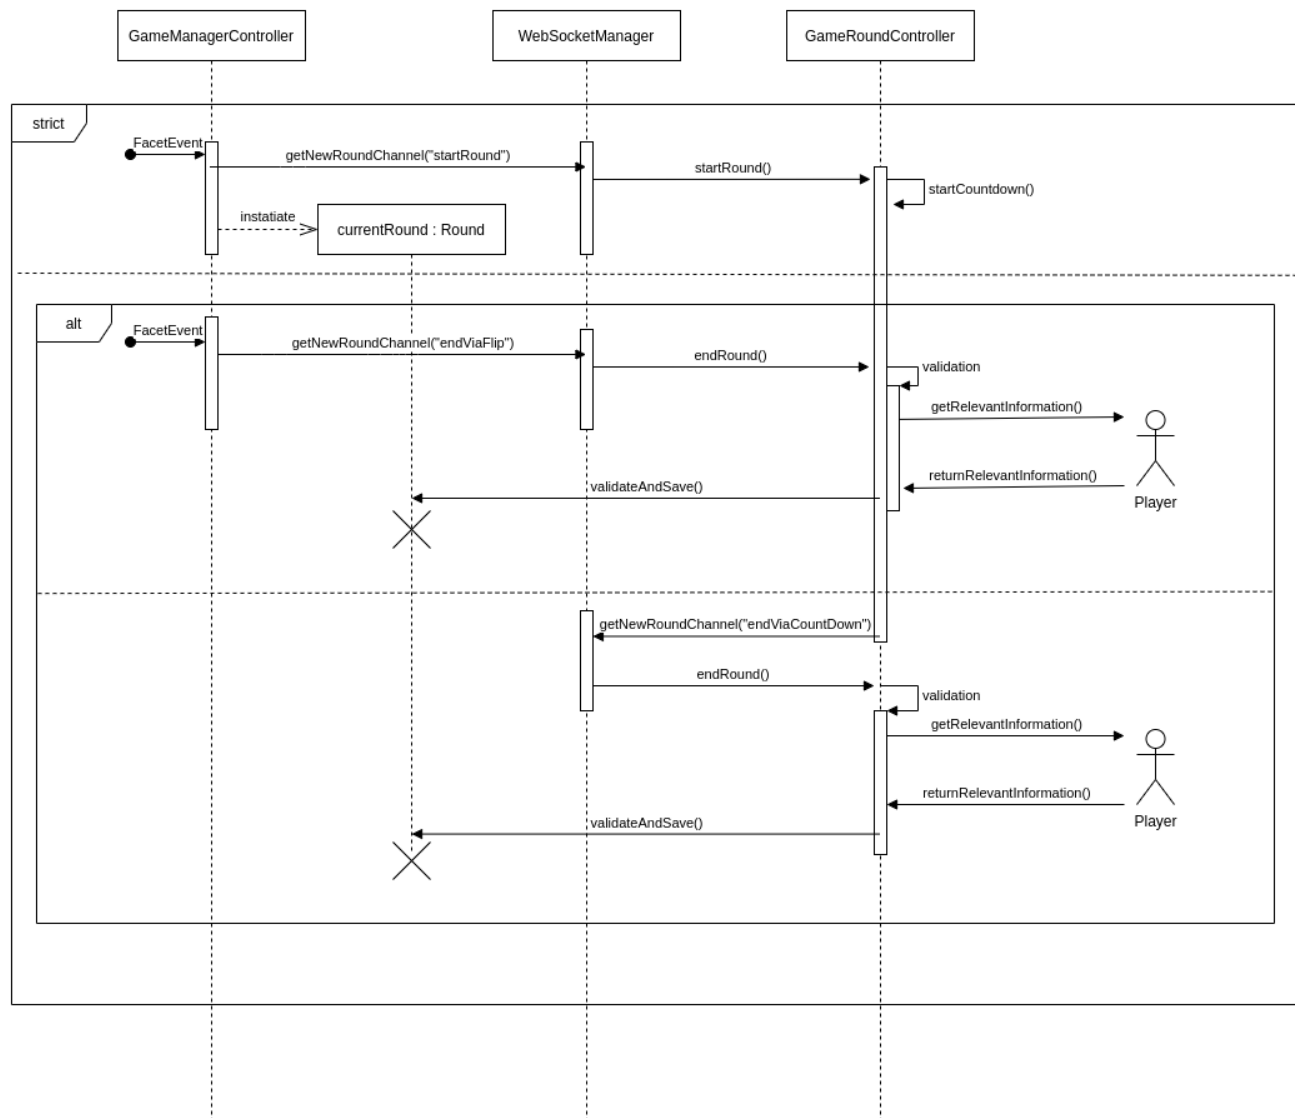 GameManagerController
WebSocketManager
GameRoundController
strict
FacetEvent
getNewRoundChannel("startRound")
startRound()
startCountdown()
instatiate
currentRound : Round
alt
FacetEvent
getNewRoundChannel("endViaFlip")
endRound()
validation
getRelevantInformation()
returnRelevantInformation()
validateAndSave()
Player
getNewRoundChannel("endViaCountDown")
endRound()
validation
getRelevantInformation()
returnRelevantInformation()
Player
validateAndSave()